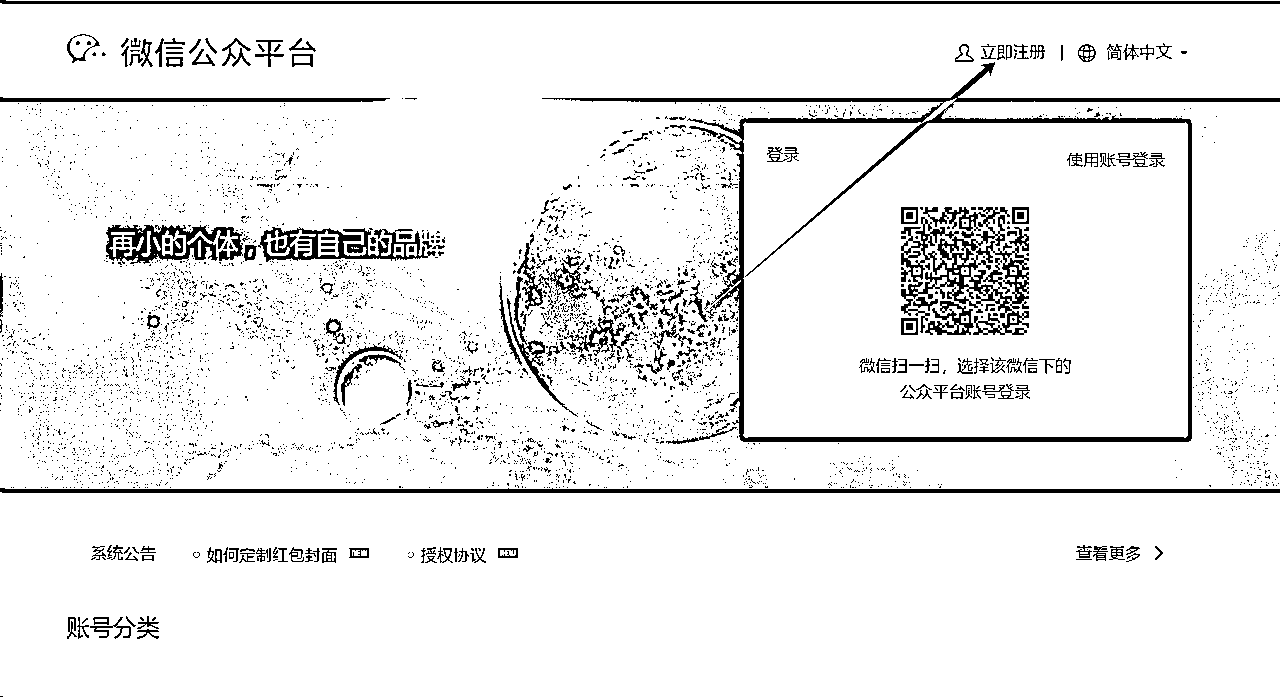 微信公众平台
立即注册 | 简体中文
登录
使用账号登录
再小的个体，也有自己的品牌
微信扫一扫，选择该微信下的
公众平台账号登录
系统公告 如何定制红包封面 NEW 授权协议 NEW 查看更多
账号分类